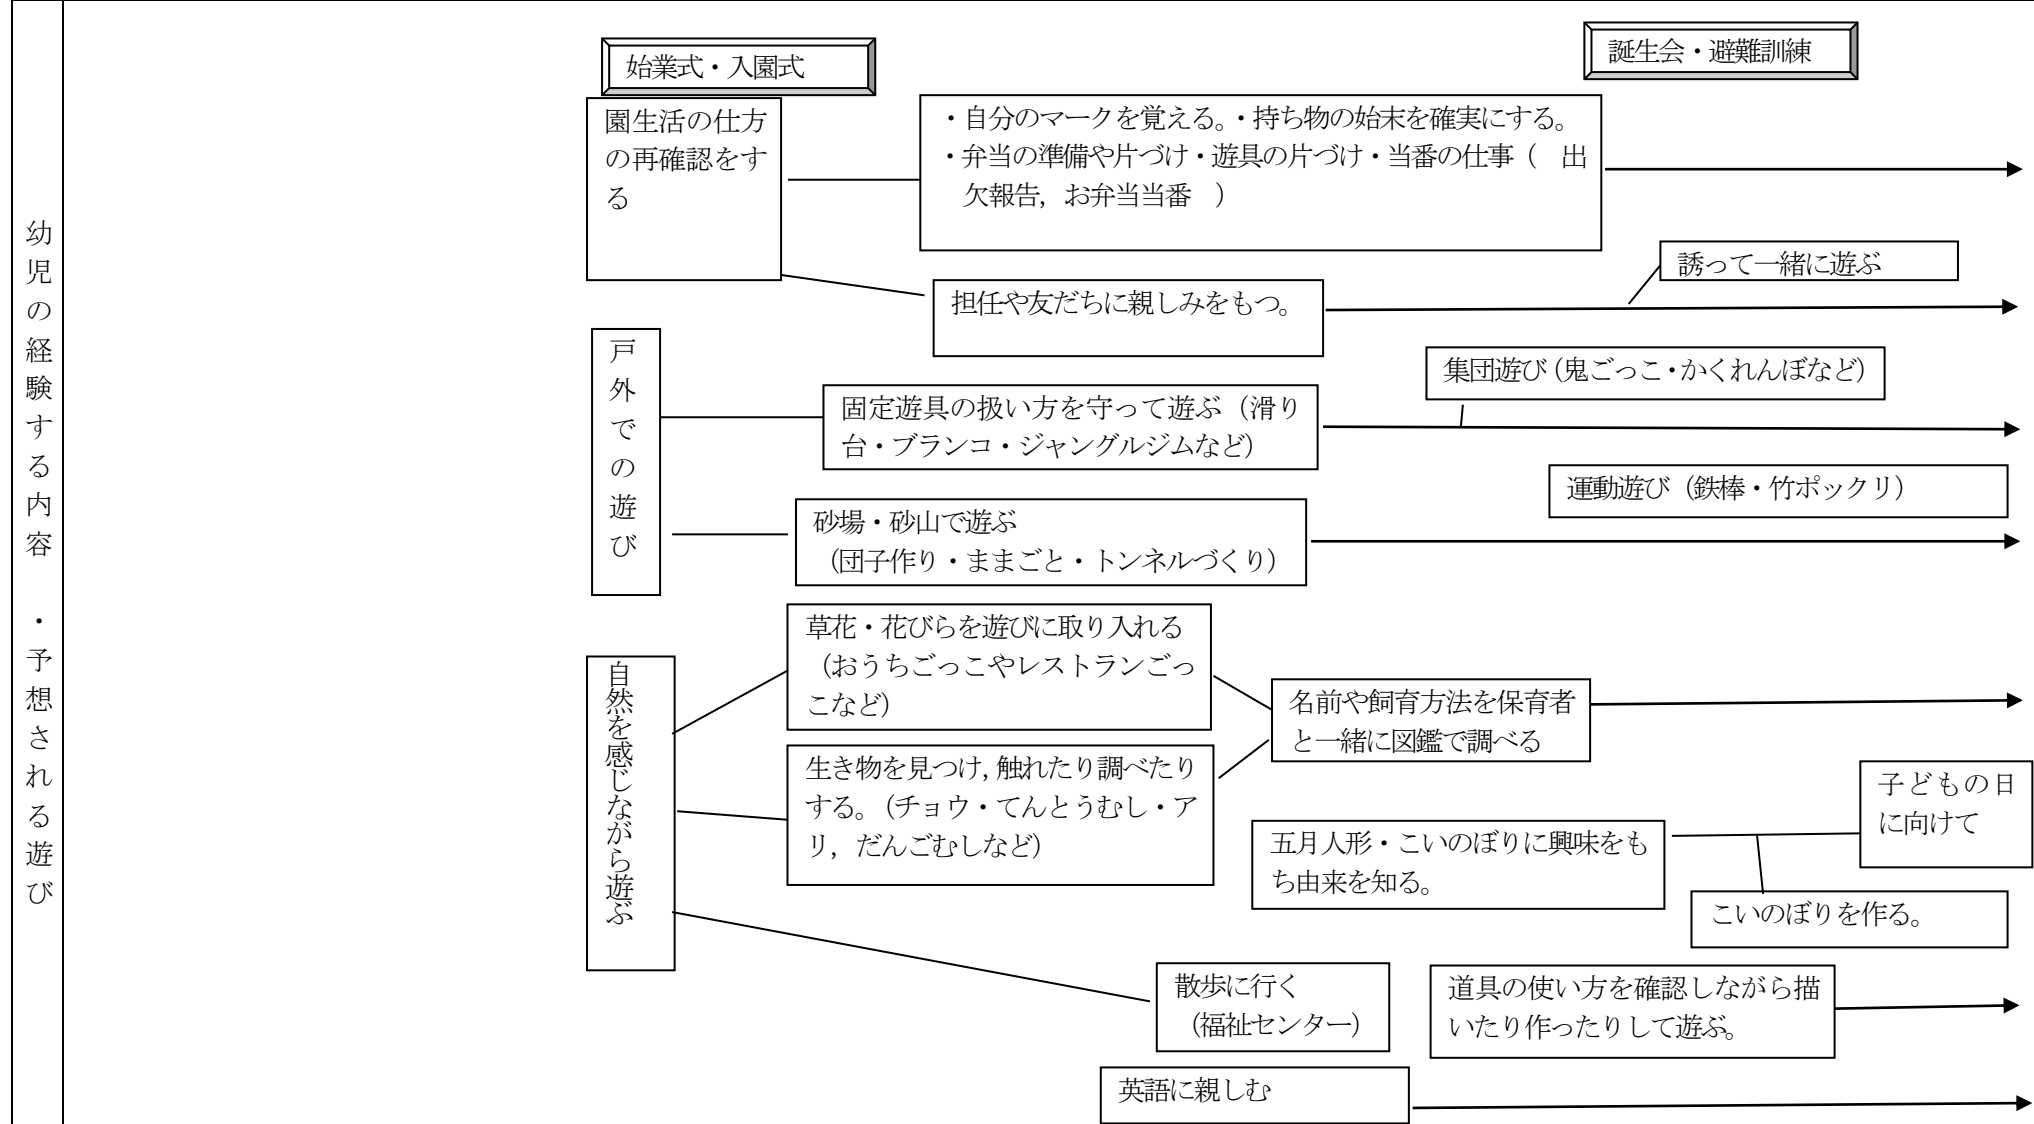 幼児の経験する内容・予想される遊び
始業式・入園式
誕生会・避難訓練
園生活の仕方
の再確認をす
る
・自分のマークを覚える。・持ち物の始末を確実にする。
・弁当の準備や片づけ・遊具の片づけ・当番の仕事（　出
欠報告，お弁当当番　）
誘って一緒に遊ぶ
担任や友だちに親しみをもつ。
戸外での遊び
集団遊び（鬼ごっこ・かくれんぼなど）
固定遊具の扱い方を守って遊ぶ（滑り
台・ブランコ・ジャングルジムなど）
運動遊び（鉄棒・竹ポックリ）
砂場・砂山で遊ぶ
（団子作り・ままごと・トンネルづくり）
自然を感じながら遊ぶ
草花・花びらを遊びに取り入れる
（おうちごっこやレストランごっ
こなど）
名前や飼育方法を保育者
と一緒に図鑑で調べる
生き物を見つけ，触れたり調べたり
する。（チョウ・てんとうむし・ア
リ，だんごむしなど）
子どもの日
に向けて
五月人形・こいのぼりに興味をも
ち由来を知る。
こいのぼりを作る。
散歩に行く
（福祉センター）
道具の使い方を確認しながら描
いたり作ったりして遊ぶ。
英語に親しむ